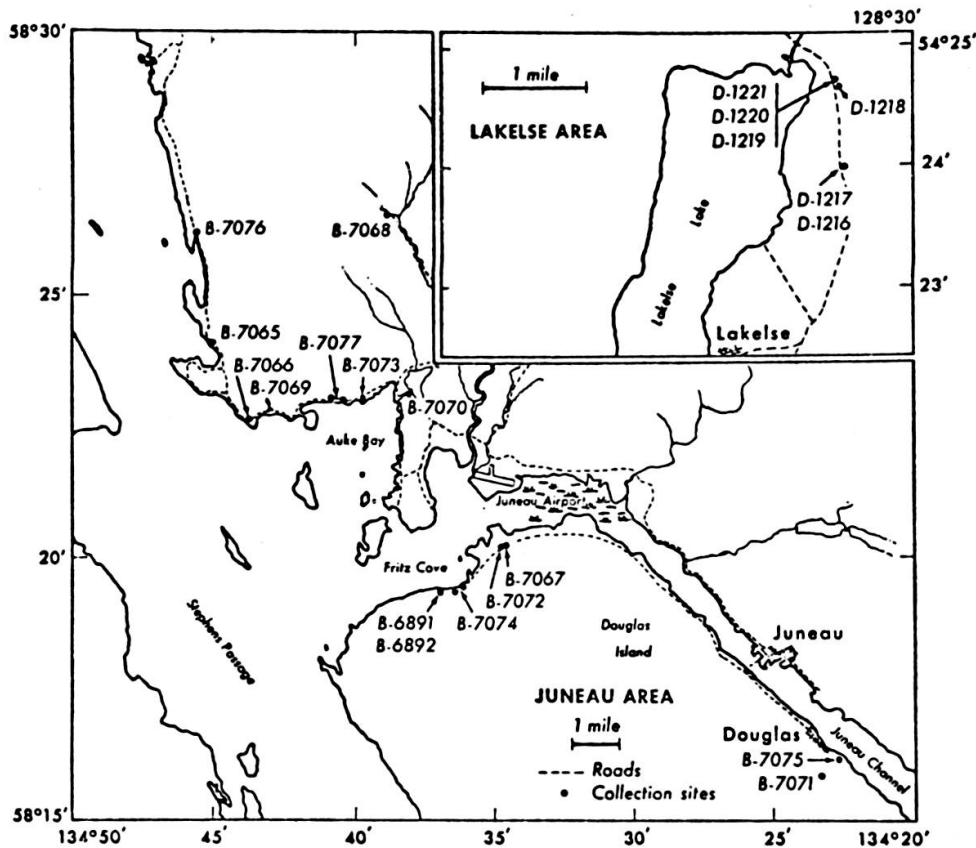 58°30'
128°30'
54°25'
1 mile
LAKELSE AREA
D-1221
D-1220
D-1219
D-1218
24'
D-1217
D-1216
Lake
Lakelse
23'
Lakelse
B-7076
B-7068
25'
B-7065
B-7066
B-7069
B-7077
B-7073
B-7070
Auke Bay
Juneau Airport
20'
Fritz Cove
B-7067
B-7072
B-6891
B-6892
B-7074
Stephens Passage
Douglas
Island
Juneau
JUNEAU AREA
1 mile
Roads
Collection sites
Douglas
B-7075
B-7071
Juneau Channel
58°15'
134°50'
45'
40'
35'
30'
25'
134°20'